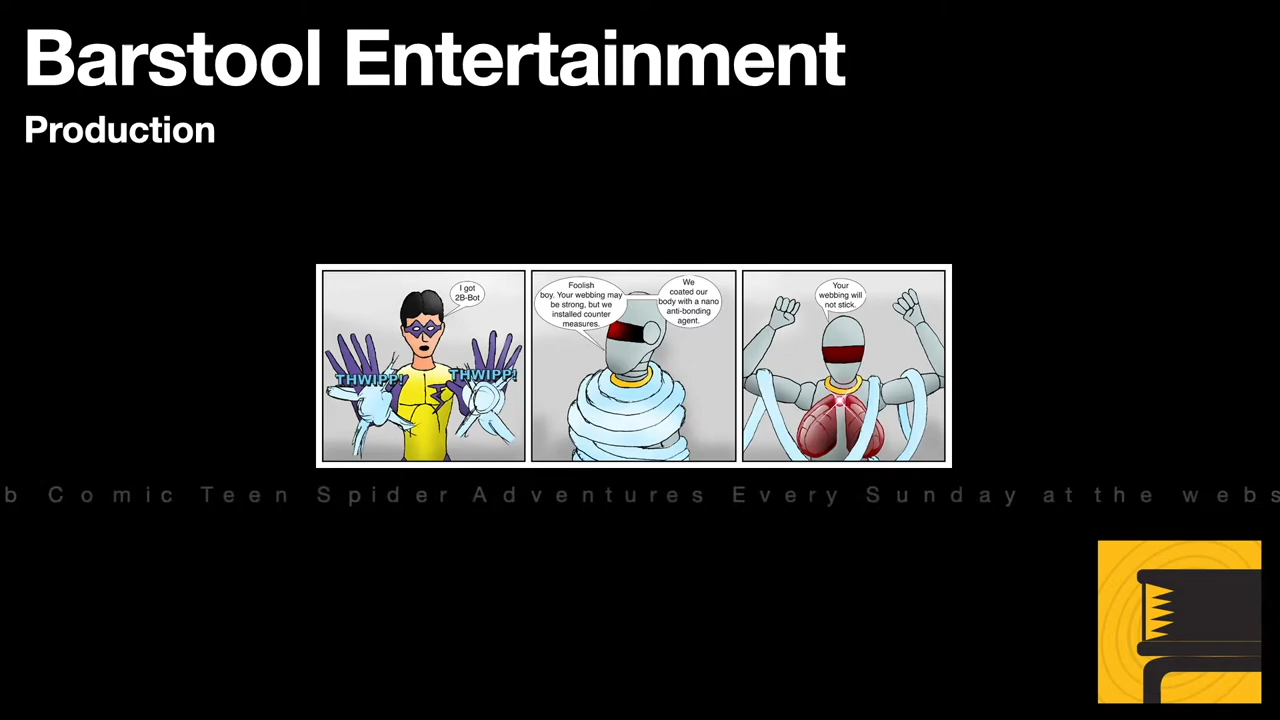 Barstool Entertainment
Production
I got
2B-Bot
THWIPP!
THWIPP!
Foolish
boy. Your webbing may
be strong, but we
installed counter
measures.
We
coated our
body with a nano
anti-bonding
agent.
Your
webbing will
not stick.
b Comic Teen Spider Adventures Every Sunday at the webs